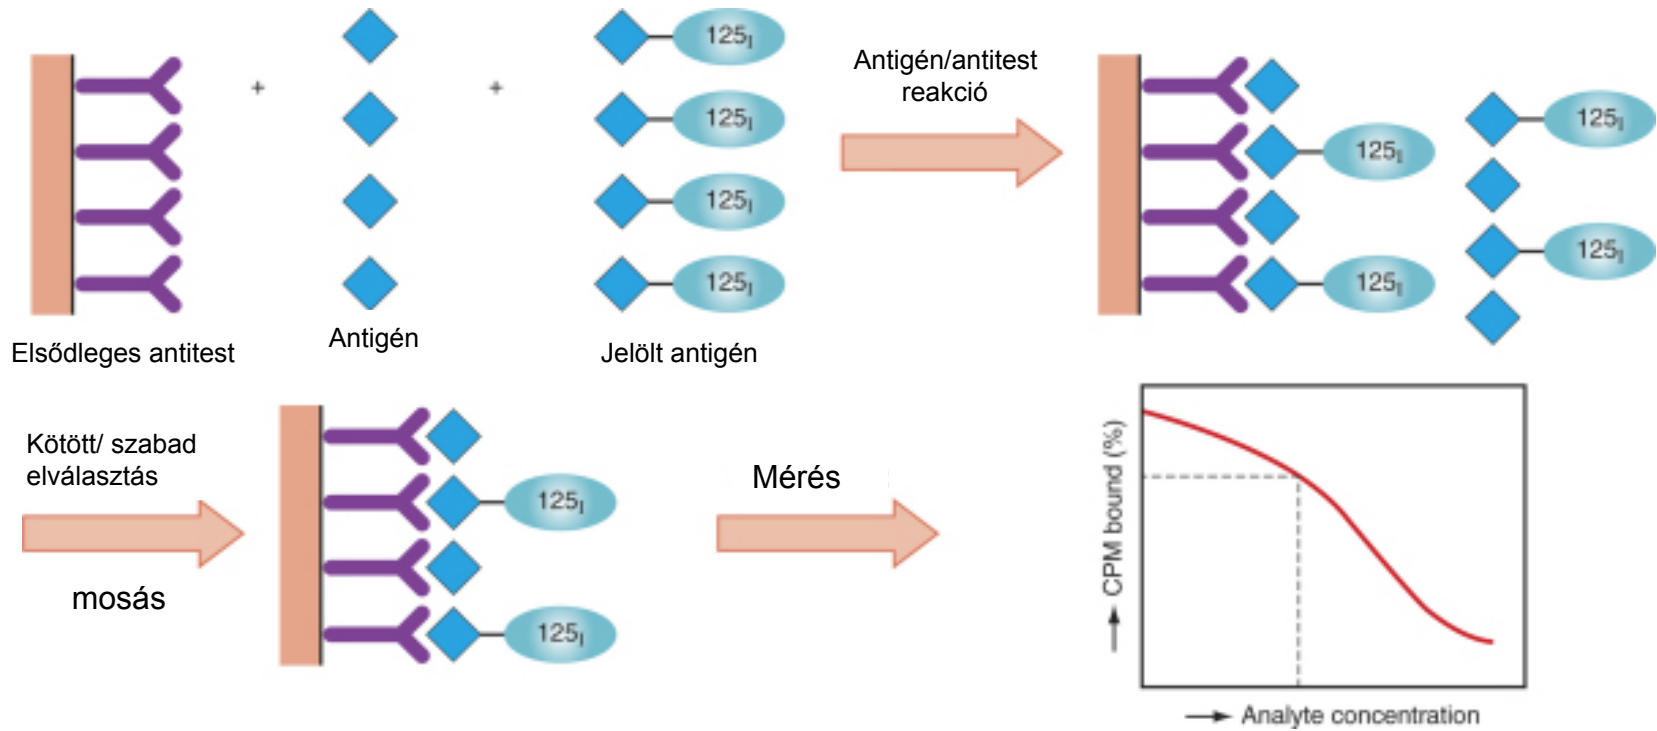 +
+
125I
125I
125I
125I
Elsődleges antitest
Antigén
Jelölt antigén
Antigén/antitest
reakció
125I
125I
125I
125I
Kötött/ szabad
elválasztás
mosás
125I
125I
Mérés
CPM bound (%)
Analyte concentration